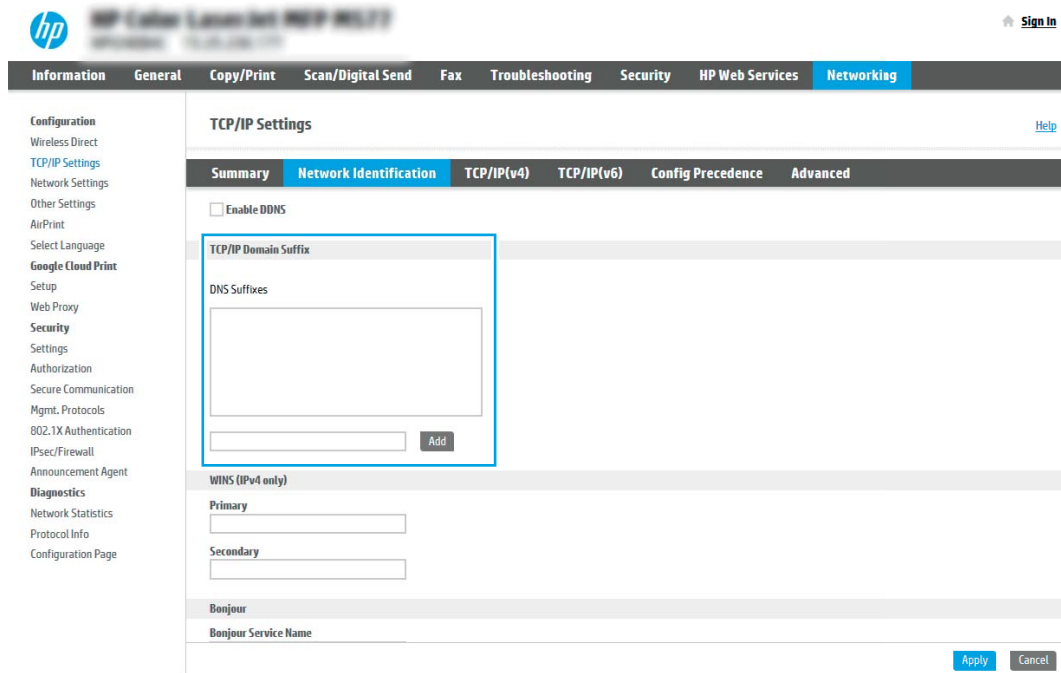 hp
Sign In
Information General Copy/Print Scan/Digital Send Fax Troubleshooting Security HP Web Services Networking
Configuration
Wireless Direct
TCP/IP Settings
Network Settings
Other Settings
AirPrint
Select Language
Google Cloud Print
Setup
Web Proxy
Security
Settings
Authorization
Secure Communication
Mgmt. Protocols
802.1X Authentication
IPsec/Firewall
Announcement Agent
Diagnostics
Network Statistics
Protocol Info
Configuration Page
TCP/IP Settings
Help
Summary Network Identification TCP/IP(v4) TCP/IP(v6) Config Precedence Advanced
Enable DDNS
TCP/IP Domain Suffix
DNS Suffixes
Add
WINS (IPv4 only)
Primary
Secondary
Bonjour
Bonjour Service Name
Apply Cancel